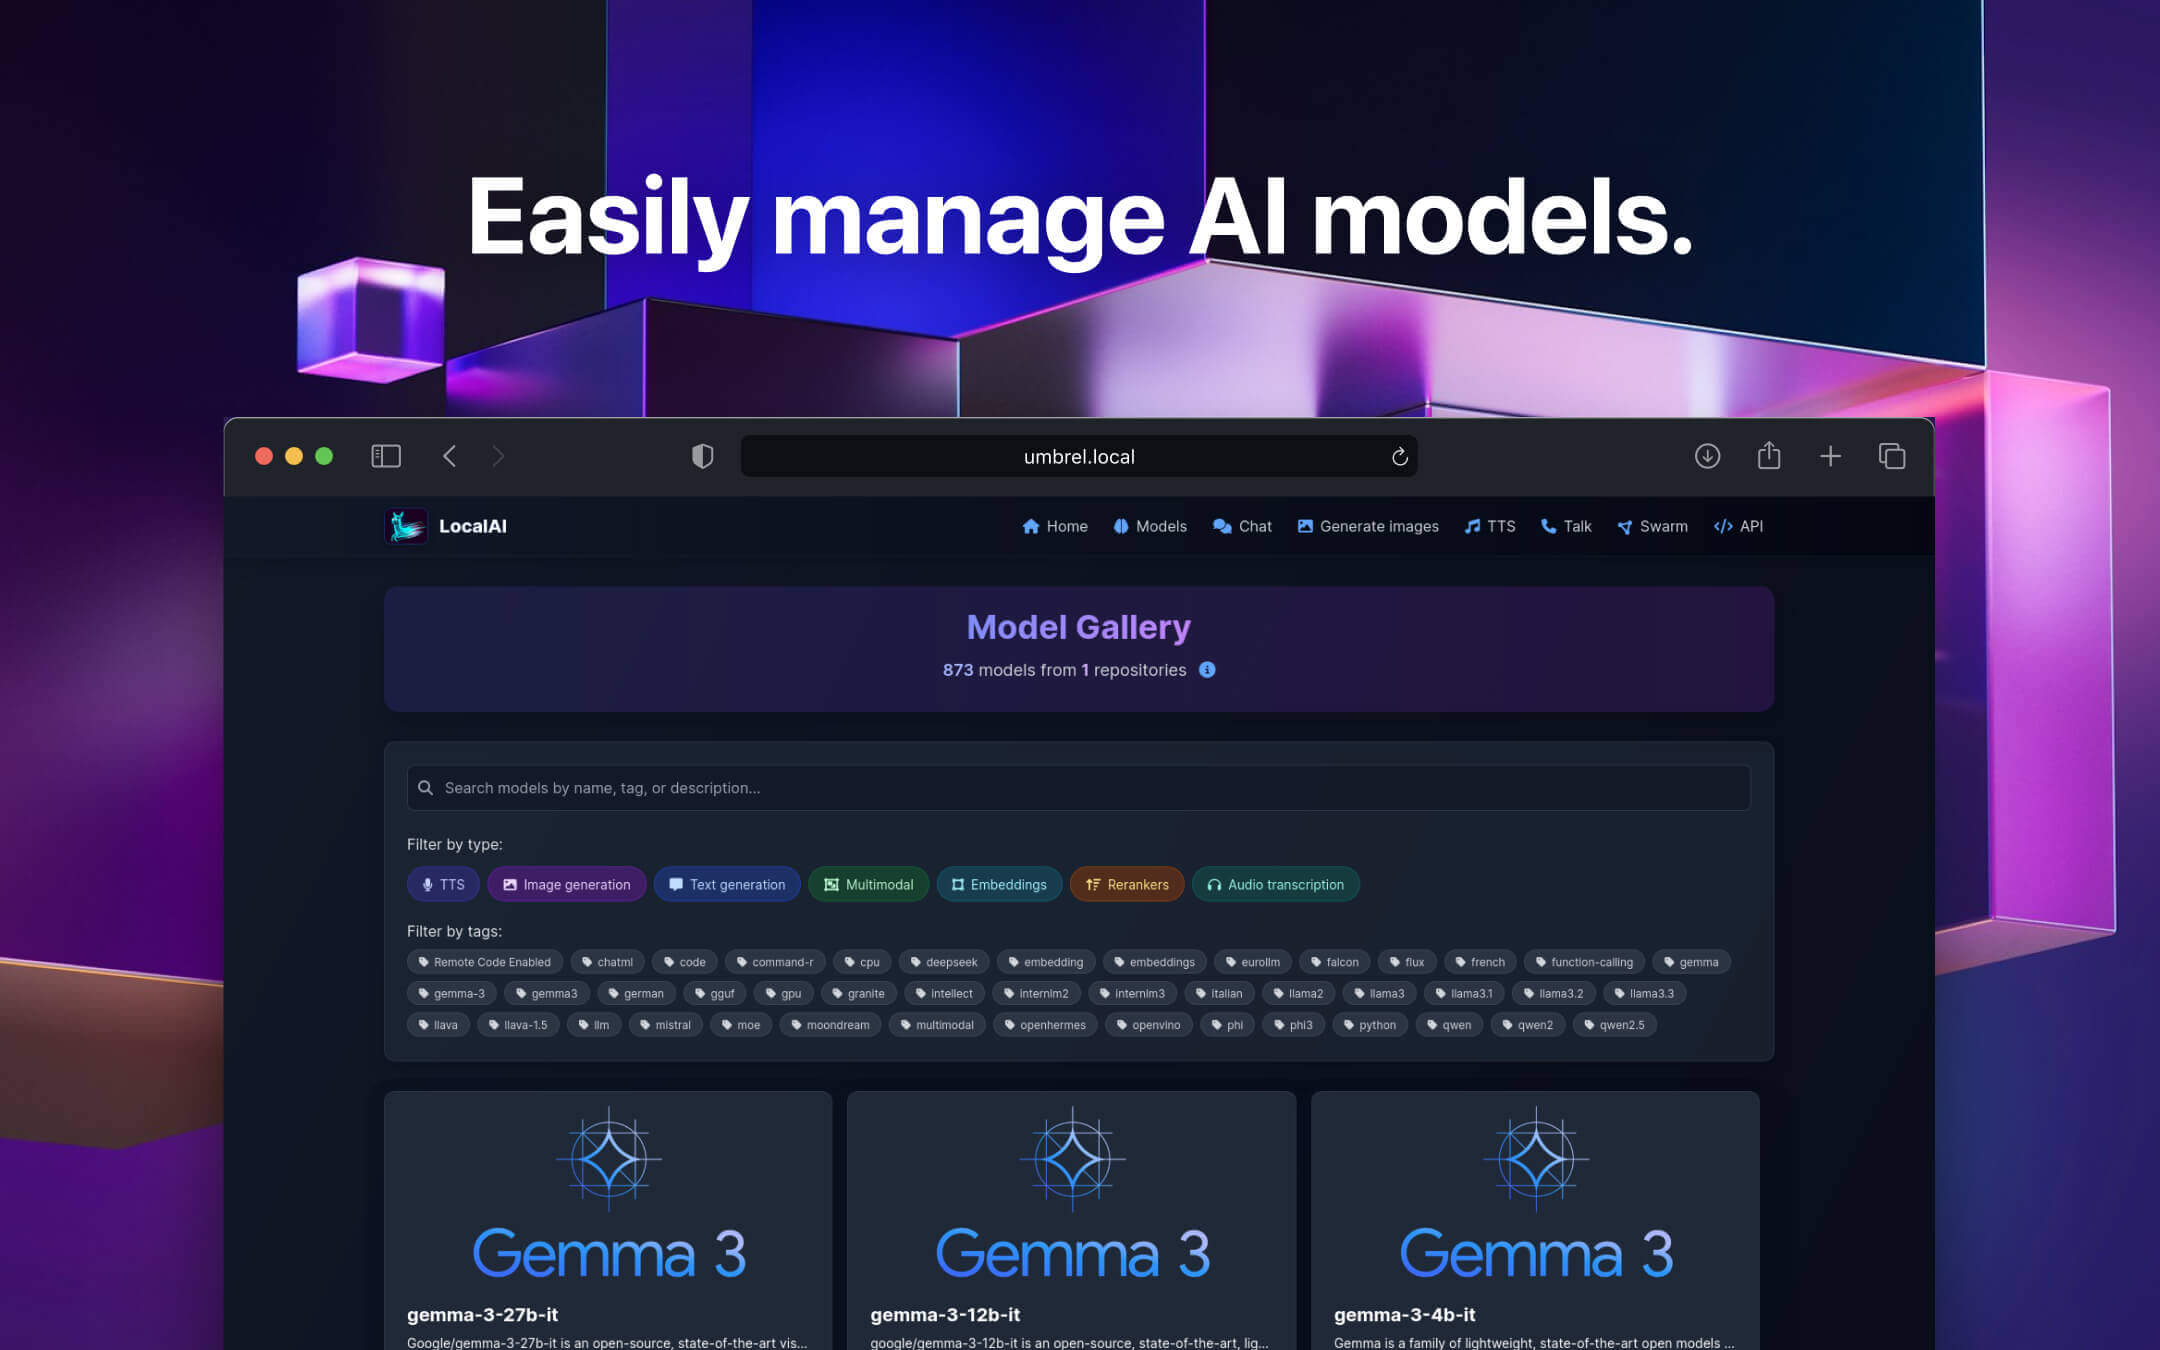 Easily manage AI models.
umbrel.local
LocalAI
Home Models Chat Generate images TTS Talk Swarm API
Model Gallery
873 models from 1 repositories
Search models by name, tag, or description...
Filter by type:
TTS Image generation Text generation Multimodal Embeddings Rerankers Audio transcription
Filter by tags:
Remote Code Enabled chatml code command-r cpu deepseek embedding embeddings eurollm falcon flux french function-calling gemma
gemma-3 gemma3 german gguf gpu granite intellect internlm2 internlm3 italian llama2 llama3 llama3.1 llama3.2 llama3.3
llava llava-1.5 llm mistral moe moondream multimodal openhermes openvino phi phi3 python qwen qwen2 qwen2.5
Gemma 3 Gemma 3 Gemma 3
gemma-3-27b-it gemma-3-12b-it gemma-3-4b-it
Google/gemma-3-27b-it is an open-source, state-of-the-art vis... google/gemma-3-12b-it is an open-source, state-of-the-art, lig... Gemma is a family of lightweight, state-of-the-art open models ...